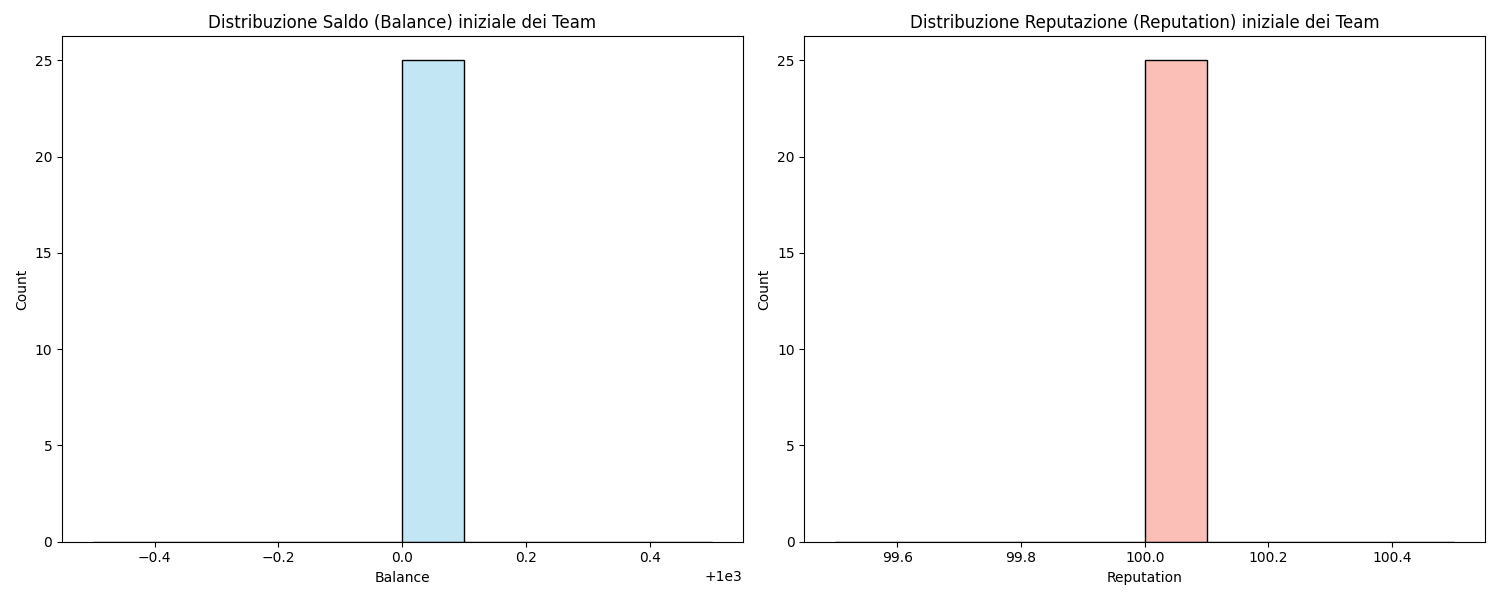 Distribuzione Saldo (Balance) iniziale dei Team
25
20
15
10
5
0
Count
−0.4 −0.2 0.0 0.2 0.4
+1e3
Balance
Distribuzione Reputazione (Reputation) iniziale dei Team
25
20
15
10
5
0
Count
99.6 99.8 100.0 100.2 100.4
Reputation